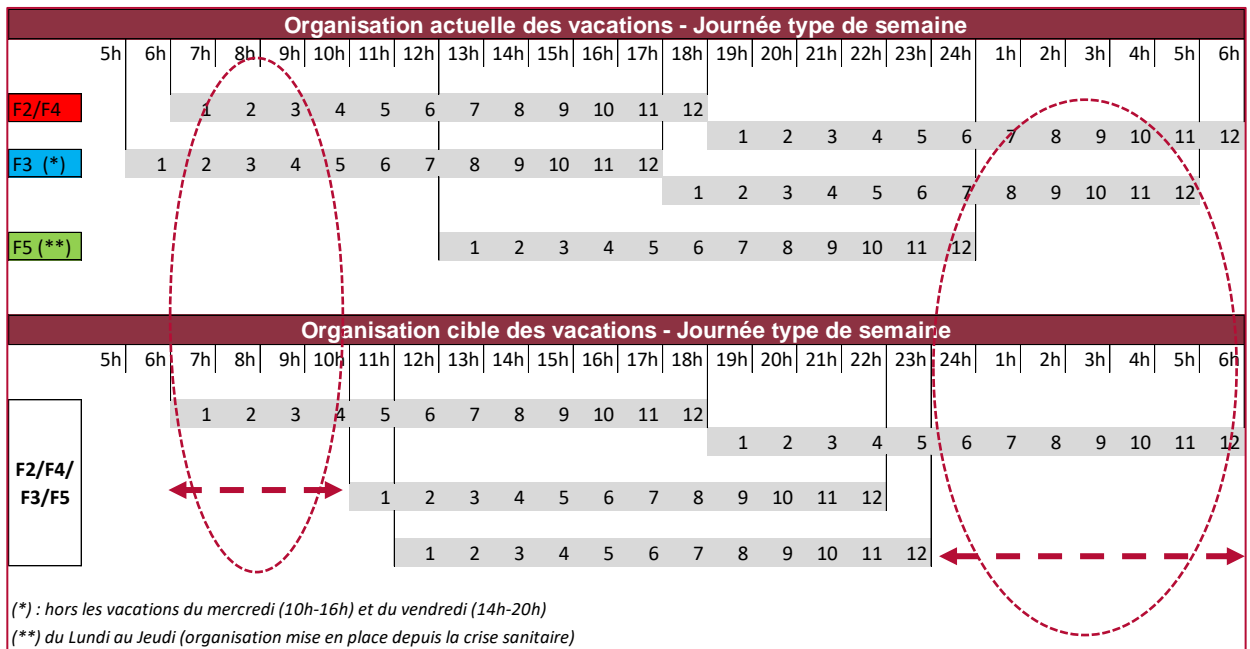 Organisation actuelle des vacations - Journée type de semaine
5h 6h 7h 8h 9h 10h 11h 12h 13h 14h 15h 16h 17h 18h 19h 20h 21h 22h 23h 24h 1h 2h 3h 4h 5h 6h
F2/F4 1 2 3 4 5 6 7 8 9 10 11 12
1 2 3 4 5 6 7 8 9 10 11 12
F3 (*) 1 2 3 4 5 6 7 8 9 10 11 12
1 2 3 4 5 6 7 8 9 10 11 12
F5 (**) 1 2 3 4 5 6 7 8 9 10 11 12
Organisation cible des vacations - Journée type de semaine
5h 6h 7h 8h 9h 10h 11h 12h 13h 14h 15h 16h 17h 18h 19h 20h 21h 22h 23h 24h 1h 2h 3h 4h 5h 6h
1 2 3 4 5 6 7 8 9 10 11 12
1 2 3 4 5 6 7 8 9 10 11 12
F2/F4/
F3/F5
1 2 3 4 5 6 7 8 9 10 11 12
1 2 3 4 5 6 7 8 9 10 11 12
(*) : hors les vacations du mercredi (10h-16h) et du vendredi (14h-20h)
(**) du Lundi au Jeudi (organisation mise en place depuis la crise sanitaire)